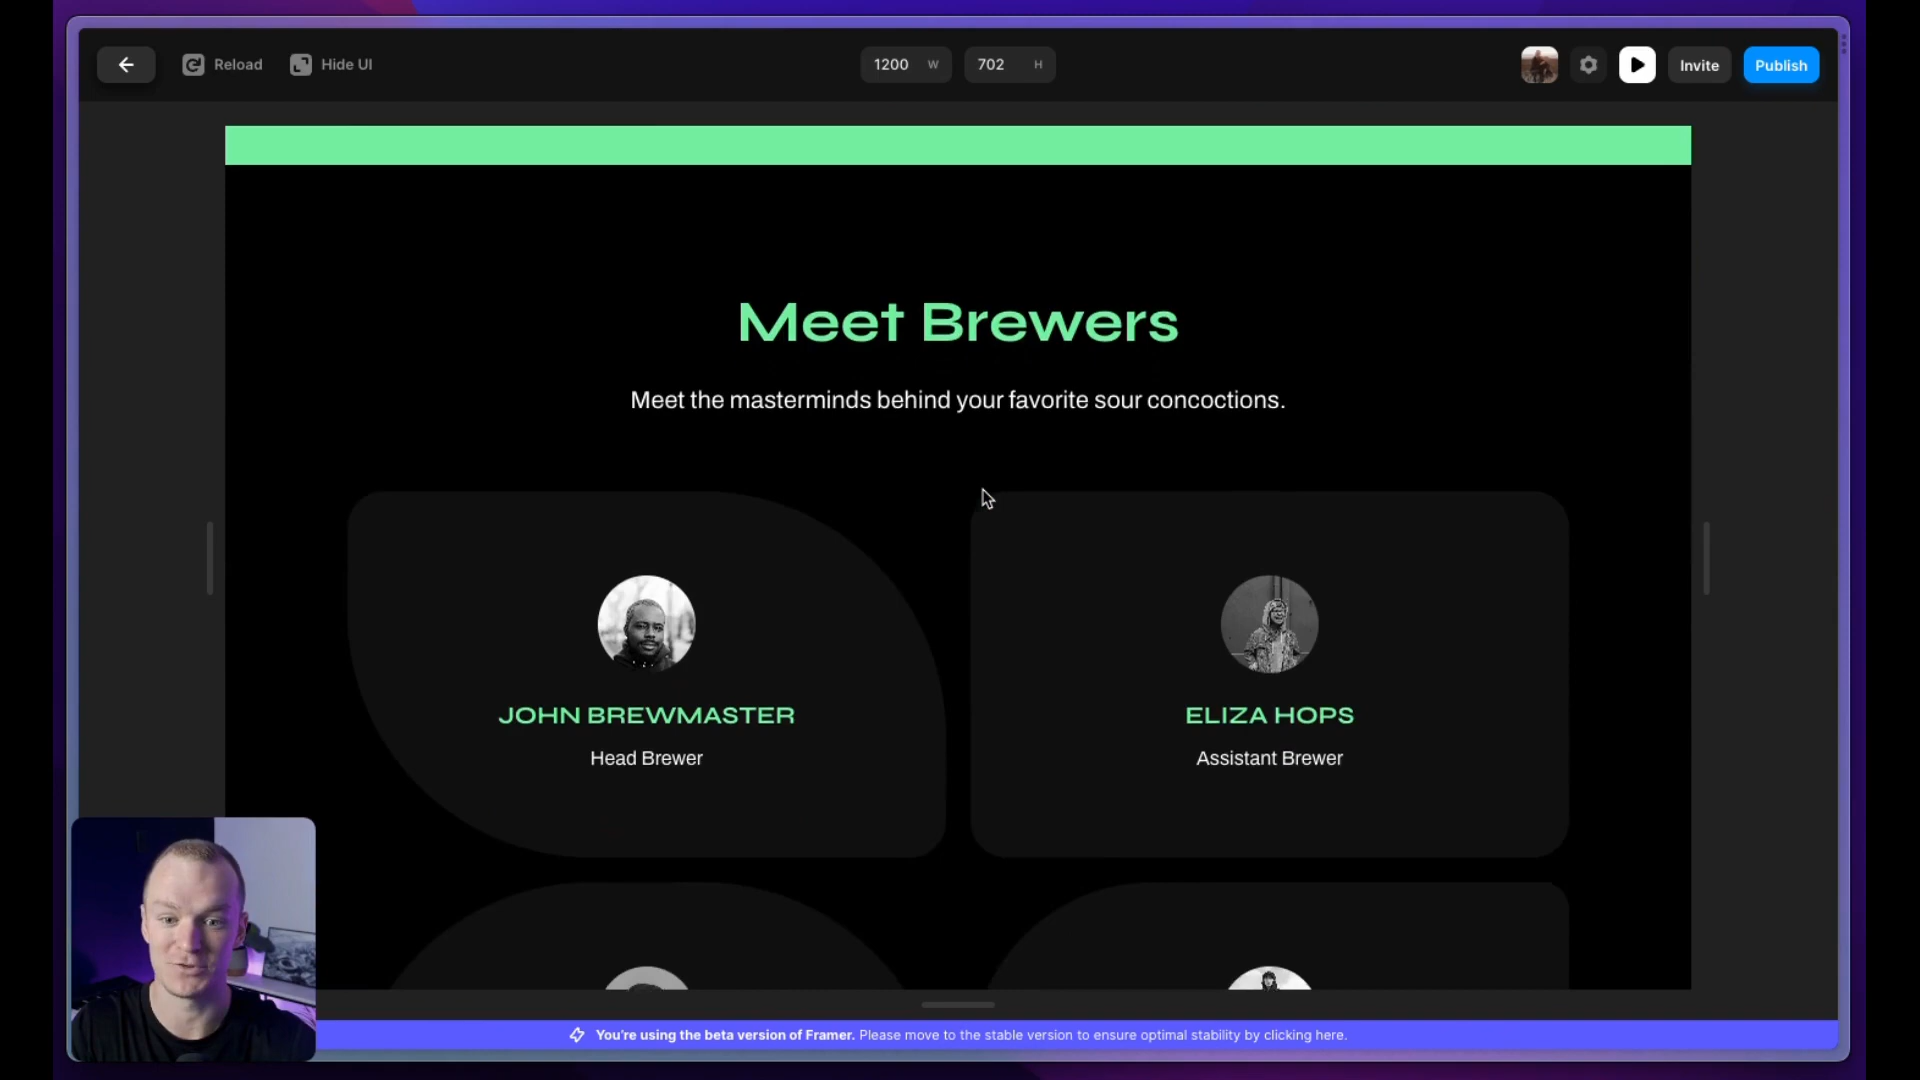 Reload
Hide UI
1200 W
702 H
Invite
Publish
Meet Brewers
Meet the masterminds behind your favorite sour concoctions.
JOHN BREWMASTER
Head Brewer
ELIZA HOPS
Assistant Brewer
You're using the beta version of Framer. Please move to the stable version to ensure optimal stability by clicking here.